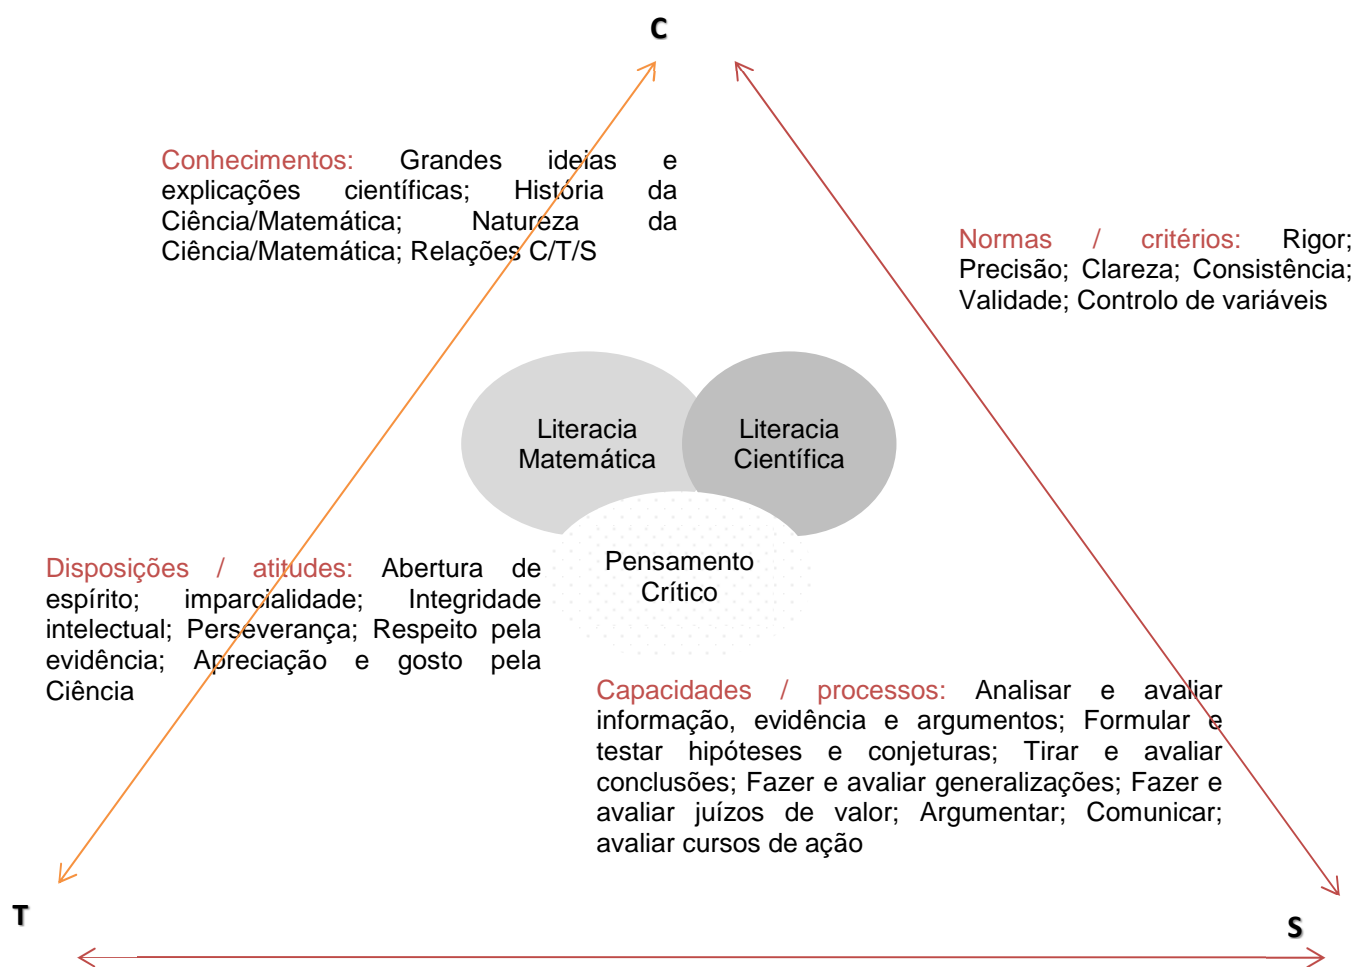 C
Conhecimentos: Grandes ideias e
explicações científicas; História da
Ciência/Matemática; Natureza da
Ciência/Matemática; Relações C/T/S
Normas / critérios: Rigor;
Precisão; Clareza; Consistência;
Validade; Controlo de variáveis
Literacia
Matemática
Literacia
Científica
Pensamento
Crítico
Disposições / atitudes: Abertura de
espírito; imparcialidade; Integridade
intelectual; Perseverança; Respeito pela
evidência; Apreciação e gosto pela
Ciência
Capacidades / processos: Analisar e avaliar
informação, evidência e argumentos; Formular e
testar hipóteses e conjeturas; Tirar e avaliar
conclusões; Fazer e avaliar generalizações; Fazer e
avaliar juízos de valor; Argumentar; Comunicar;
avaliar cursos de ação
T
S